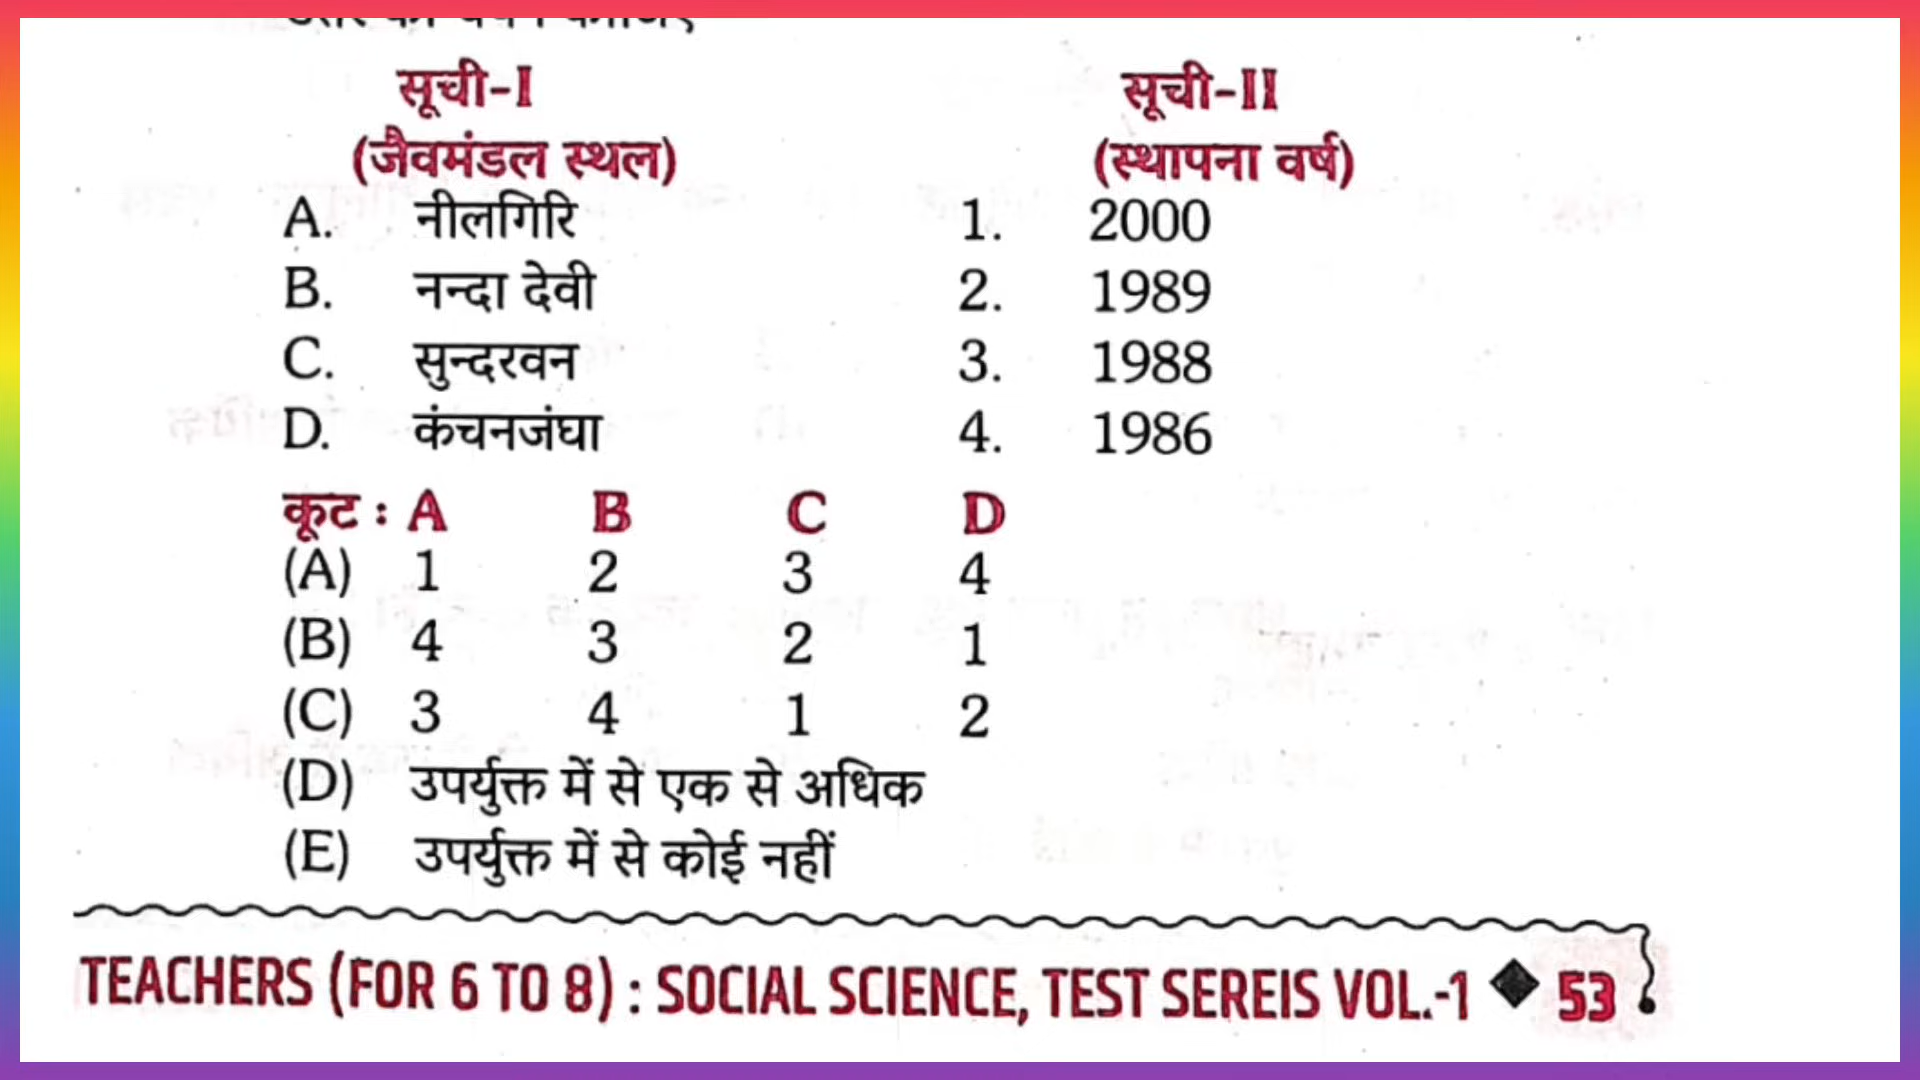 सूची-I सूची-II
(जैवमंडल स्थल) (स्थापना वर्ष)
A. नीलगिरि 1. 2000
B. नन्दा देवी 2. 1989
C. सुन्दरवन 3. 1988
D. कंचनजंघा 4. 1986
कूट : A B C D
(A) 1 2 3 4
(B) 4 3 2 1
(C) 3 4 1 2
(D) उपर्युक्त में से एक से अधिक
(E) उपर्युक्त में से कोई नहीं
TEACHERS (FOR 6 TO 8) : SOCIAL SCIENCE, TEST SEREIS VOL.-1 ◆ 53